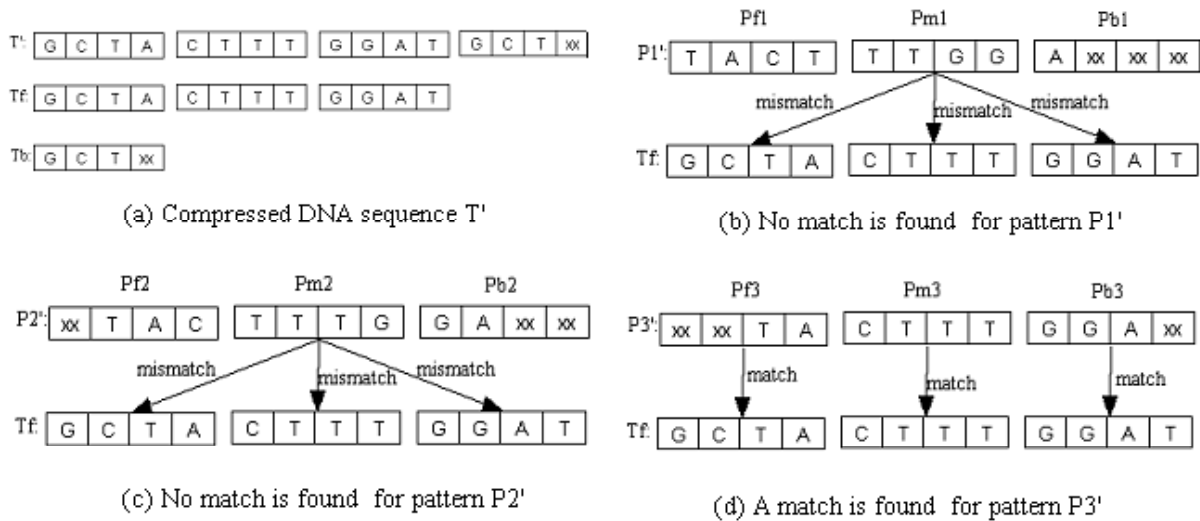 T': G C T A C T T T G G A T G C T xx
Tf: G C T A C T T T G G A T
Tb: G C T xx
(a) Compressed DNA sequence T'
Pf1 Pm1 Pb1
P1': T A C T T T G G A xx xx xx
mismatch mismatch mismatch
Tf: G C T A C T T T G G A T
(b) No match is found for pattern P1'
Pf2 Pm2 Pb2
P2': xx T A C T T T G G A xx xx
mismatch mismatch mismatch
Tf: G C T A C T T T G G A T
(c) No match is found for pattern P2'
Pf3 Pm3 Pb3
P3': xx xx T A C T T T G G A xx
match match match
Tf: G C T A C T T T G G A T
(d) A match is found for pattern P3'